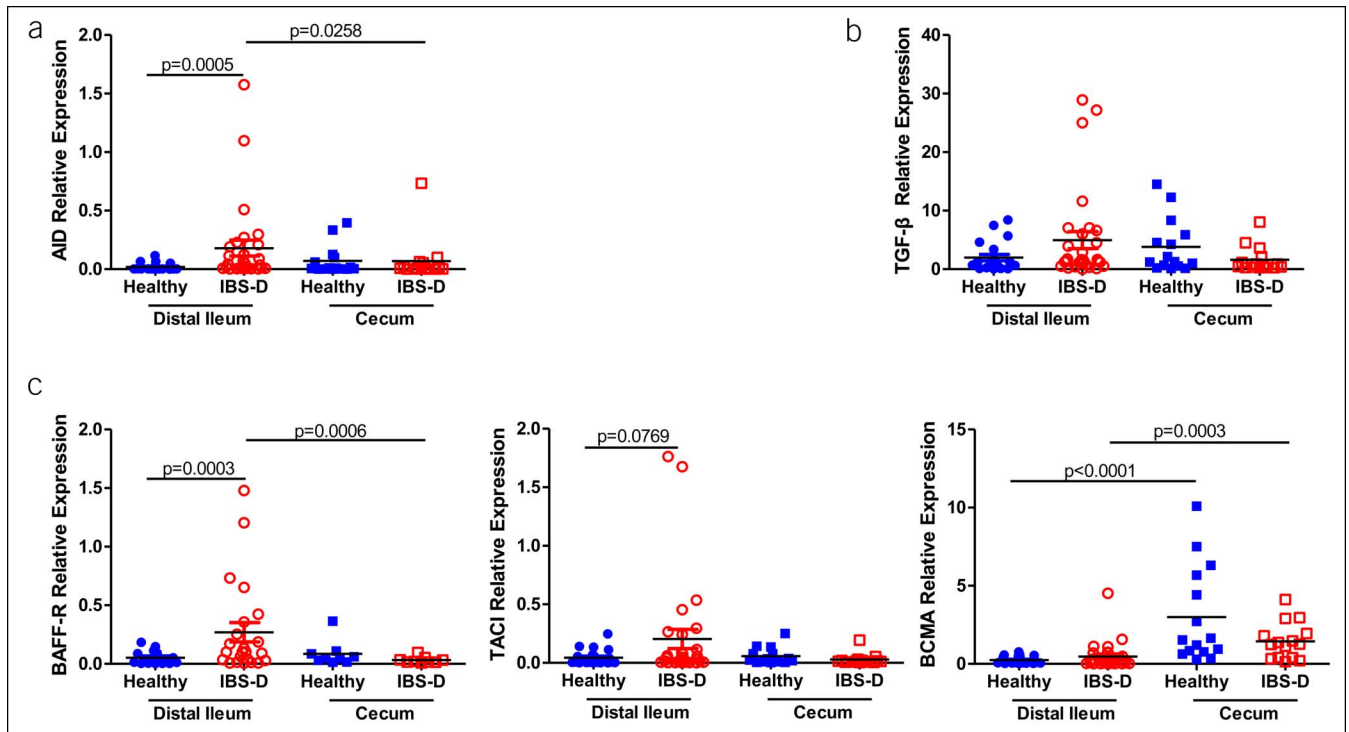 a
AID Relative Expression
2.0
1.5
1.0
0.5
0.0
p=0.0005
p=0.0258
Healthy IBS-D Healthy IBS-D
Distal Ileum Cecum
b
TGF-β Relative Expression
40
30
20
10
0
Healthy IBS-D Healthy IBS-D
Distal Ileum Cecum
c
BAFF-R Relative Expression
2.0
1.5
1.0
0.5
0.0
p=0.0003
p=0.0006
Healthy IBS-D Healthy IBS-D
Distal Ileum Cecum
TACI Relative Expression
2.0
1.5
1.0
0.5
0.0
p=0.0769
Healthy IBS-D Healthy IBS-D
Distal Ileum Cecum
BCMA Relative Expression
15
10
5
0
p<0.0001
p=0.0003
Healthy IBS-D Healthy IBS-D
Distal Ileum Cecum